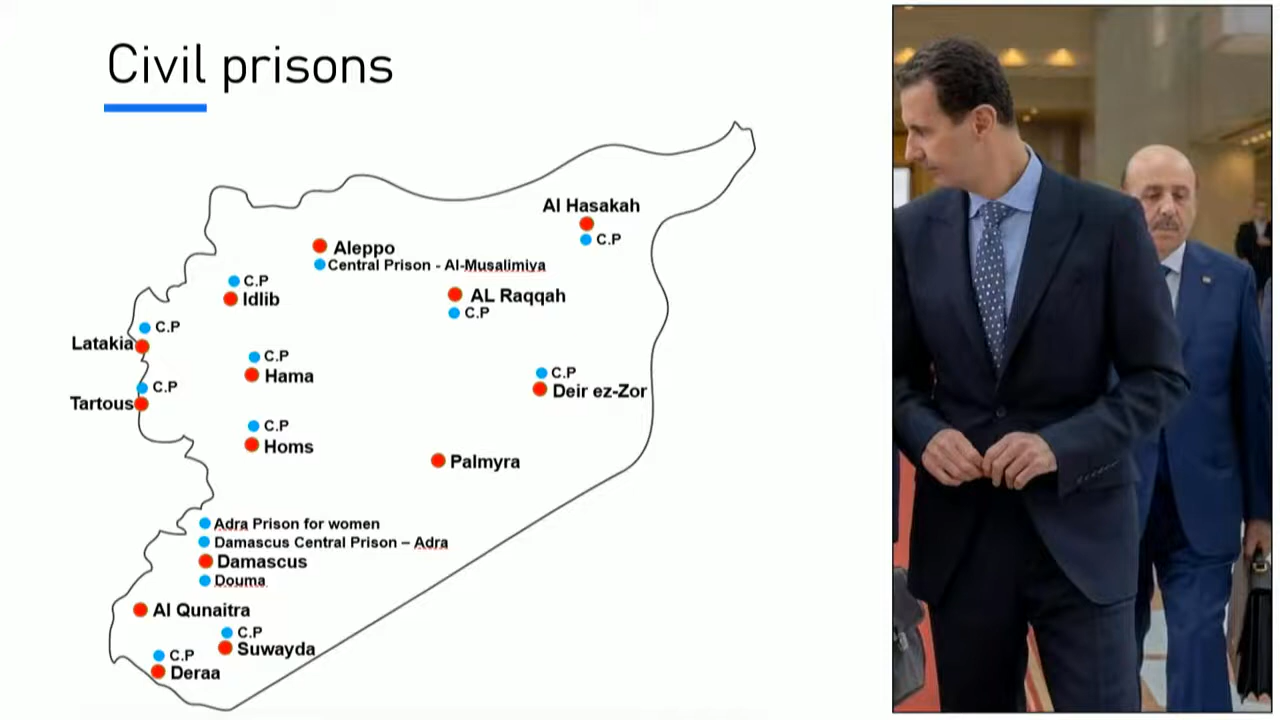 Civil prisons
Al Hasakah
C.P
Aleppo
Central Prison - Al-Musalimiya
C.P
Idlib
AL Raqqah
C.P
C.P
Latakia
C.P
Hama
C.P
Deir ez-Zor
C.P
Tartous
C.P
Homs
Palmyra
Adra Prison for women
Damascus Central Prison – Adra
Damascus
Douma
Al Qunaitra
C.P
Suwayda
C.P
Deraa